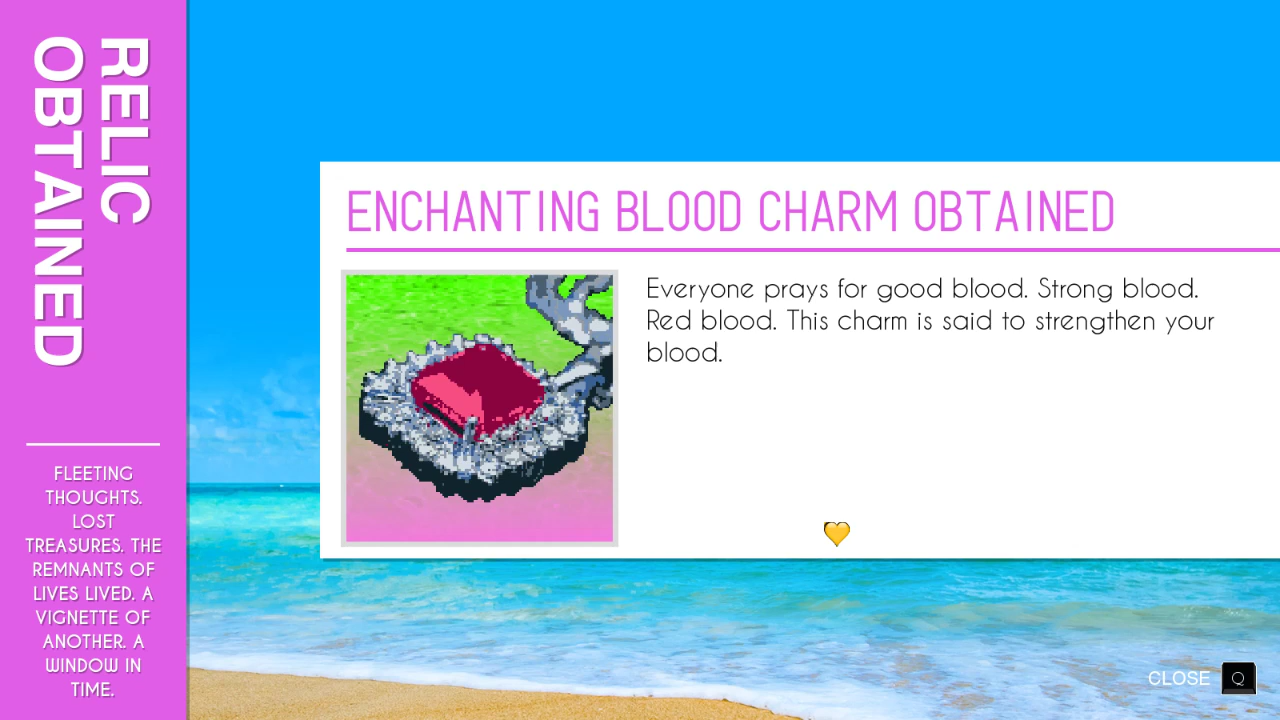 RELIC
OBTAINED
FLEETING
THOUGHTS.
LOST
TREASURES. THE
REMNANTS OF
LIVES LIVED. A
VIGNETTE OF
ANOTHER. A
WINDOW IN
TIME.
ENCHANTING BLOOD CHARM OBTAINED
Everyone prays for good blood. Strong blood.
Red blood. This charm is said to strengthen your
blood.
CLOSE Q